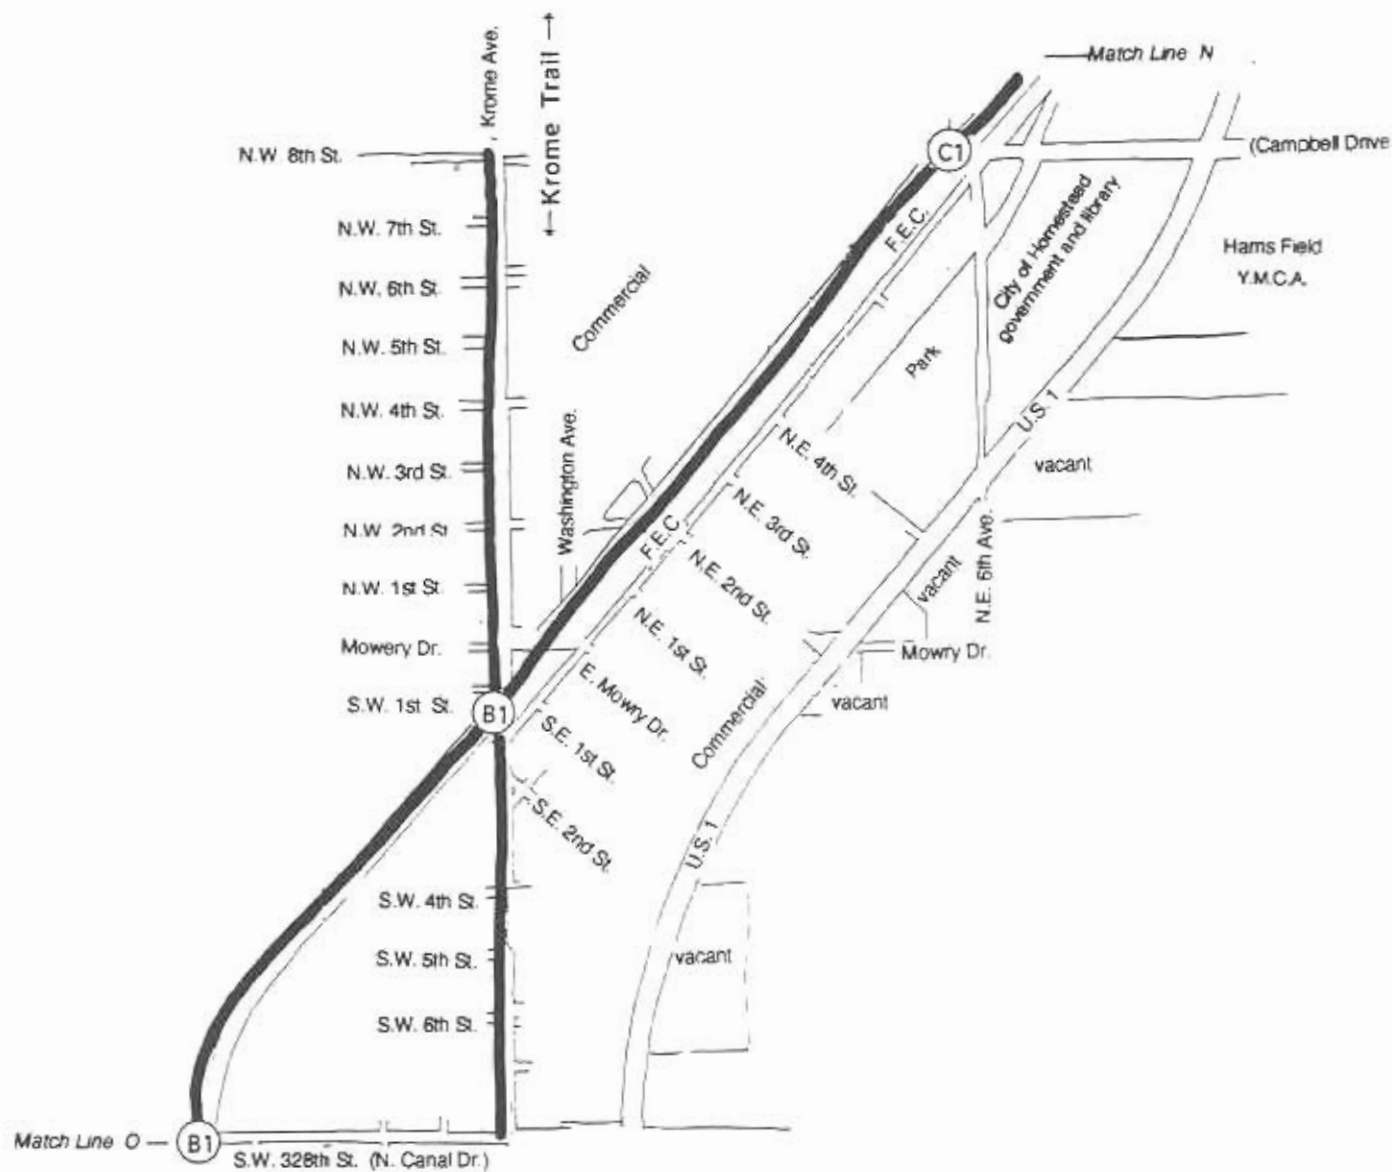 Match Line N
Krome Ave.
←Krome Trail→
N.W. 8th St.
C1
(Campbell Drive
N.W. 7th St.
F.E.C.
City of Homestead
government and library
Harris Field
Y.M.C.A.
N.W. 6th St.
Commercial
N.W. 5th St.
Park
N.W. 4th St.
U.S. 1
Washington Ave.
N.E. 4th St.
N.W. 3rd St.
vacant
N.E. 3rd St.
N.W. 2nd St
F.E.C
N.E. 2nd St.
vacant
N.E. 6th Ave.
N.W. 1st St.
N.E. 1st St.
Mowery Dr.
Mowry Dr.
E. Mowry Dr.
S.W. 1st St.
B1
Commercial
vacant
S.E. 1st St.
S.E. 2nd St.
U.S. 1
S.W. 4th St.
S.W. 5th St.
vacant
S.W. 6th St.
Match Line O
B1
S.W. 328th St. (N. Canal Dr.)